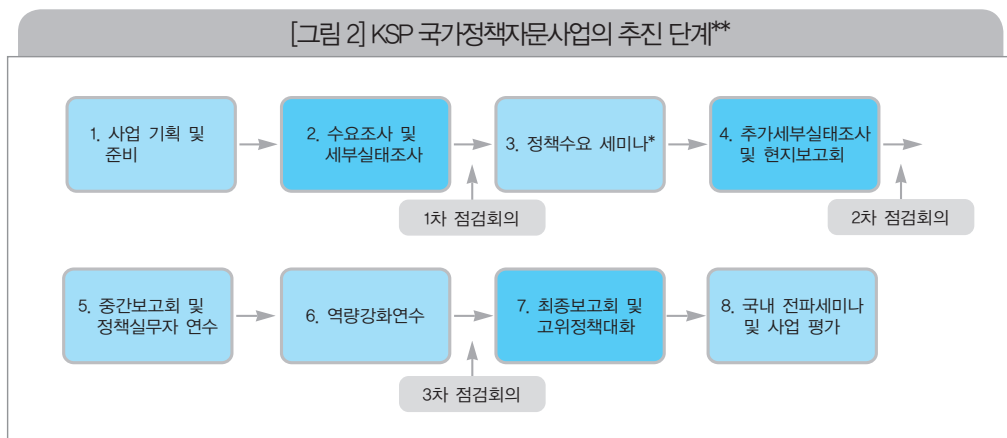 [그림 2] KSP 국가정책자문사업의 추진 단계**
1. 사업 기획 및
준비
2. 수요조사 및
세부실태조사
3. 정책수요 세미나*
4. 추가세부실태조사
및 현지보고회
1차 점검회의
2차 점검회의
5. 중간보고회 및
정책실무자 연수
6. 역량강화연수
7. 최종보고회 및
고위정책대화
8. 국내 전파세미나
및 사업 평가
3차 점검회의